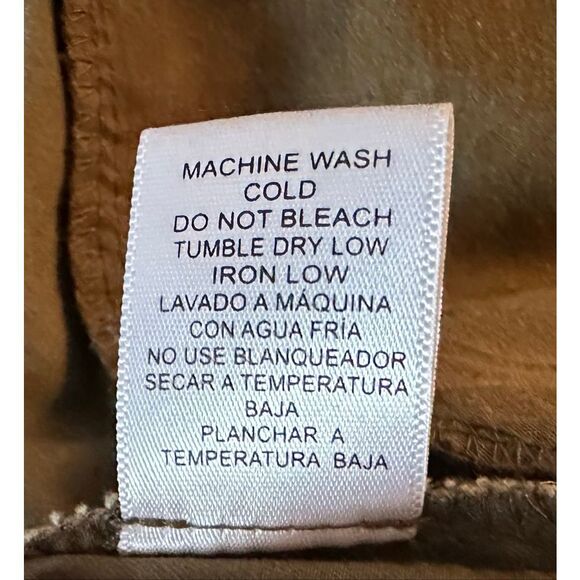 MACHINE WASH
COLD
DO NOT BLEACH
TUMBLE DRY LOW
IRON LOW
LAVADO A MÁQUINA
CON AGUA FRÍA
NO USE BLANQUEADOR
SECAR A TEMPERATURA
BAJA
PLANCHAR A
TEMPERATURA BAJA